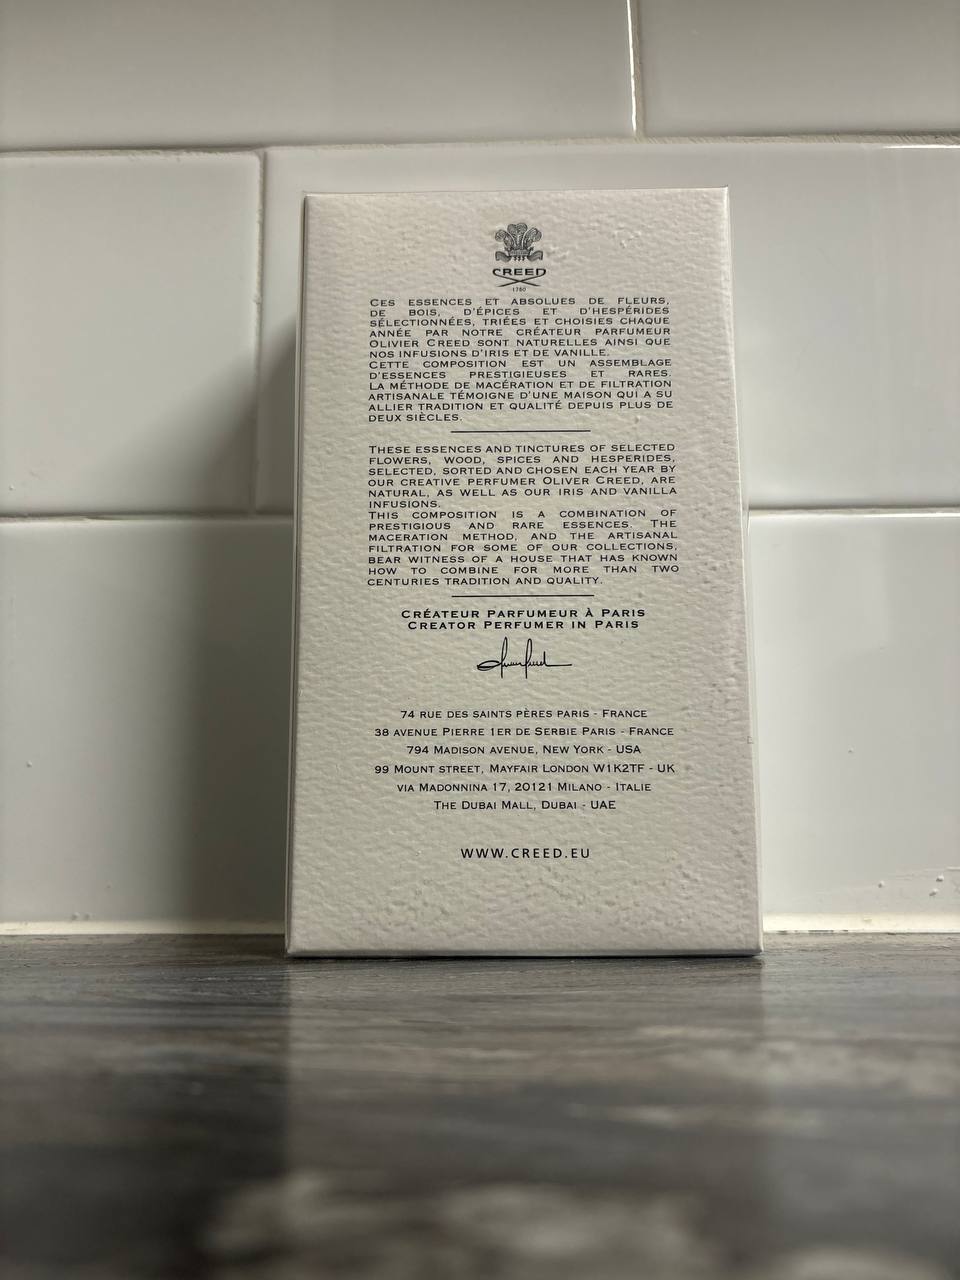 CREED
1760
CES ESSENCES ET ABSOLUES DE FLEURS,
DE BOIS, D'ÉPICES ET D'HESPÉRIDES
SÉLECTIONNÉES, TRIÉES ET CHOISIES CHAQUE
ANNÉE PAR NOTRE CRÉATEUR PARFUMEUR
OLIVIER CREED SONT NATURELLES AINSI QUE
NOS INFUSIONS D'IRIS ET DE VANILLE.
CETTE COMPOSITION EST UN ASSEMBLAGE
D'ESSENCES PRESTIGIEUSES ET RARES.
LA MÉTHODE DE MACÉRATION ET DE FILTRATION
ARTISANALE TÉMOIGNE D'UNE MAISON QUI A SU
ALLIER TRADITION ET QUALITÉ DEPUIS PLUS DE
DEUX SIÈCLES.
THESE ESSENCES AND TINCTURES OF SELECTED
FLOWERS, WOOD, SPICES AND HESPERIDES,
SELECTED, SORTED AND CHOSEN EACH YEAR BY
OUR CREATIVE PERFUMER OLIVER CREED, ARE
NATURAL, AS WELL AS OUR IRIS AND VANILLA
INFUSIONS.
THIS COMPOSITION IS A COMBINATION OF
PRESTIGIOUS AND RARE ESSENCES. THE
MACERATION METHOD, AND THE ARTISANAL
FILTRATION FOR SOME OF OUR COLLECTIONS,
BEAR WITNESS OF A HOUSE THAT HAS KNOWN
HOW TO COMBINE FOR MORE THAN TWO
CENTURIES TRADITION AND QUALITY.
CRÉATEUR PARFUMEUR À PARIS
CREATOR PERFUMER IN PARIS
74 RUE DES SAINTS PÈRES PARIS - FRANCE
38 AVENUE PIERRE 1ER DE SERBIE PARIS - FRANCE
794 MADISON AVENUE, NEW YORK - USA
99 MOUNT STREET, MAYFAIR LONDON W1K2TF - UK
VIA MADONNINA 17, 20121 MILANO - ITALIE
THE DUBAI MALL, DUBAI - UAE
WWW.CREED.EU